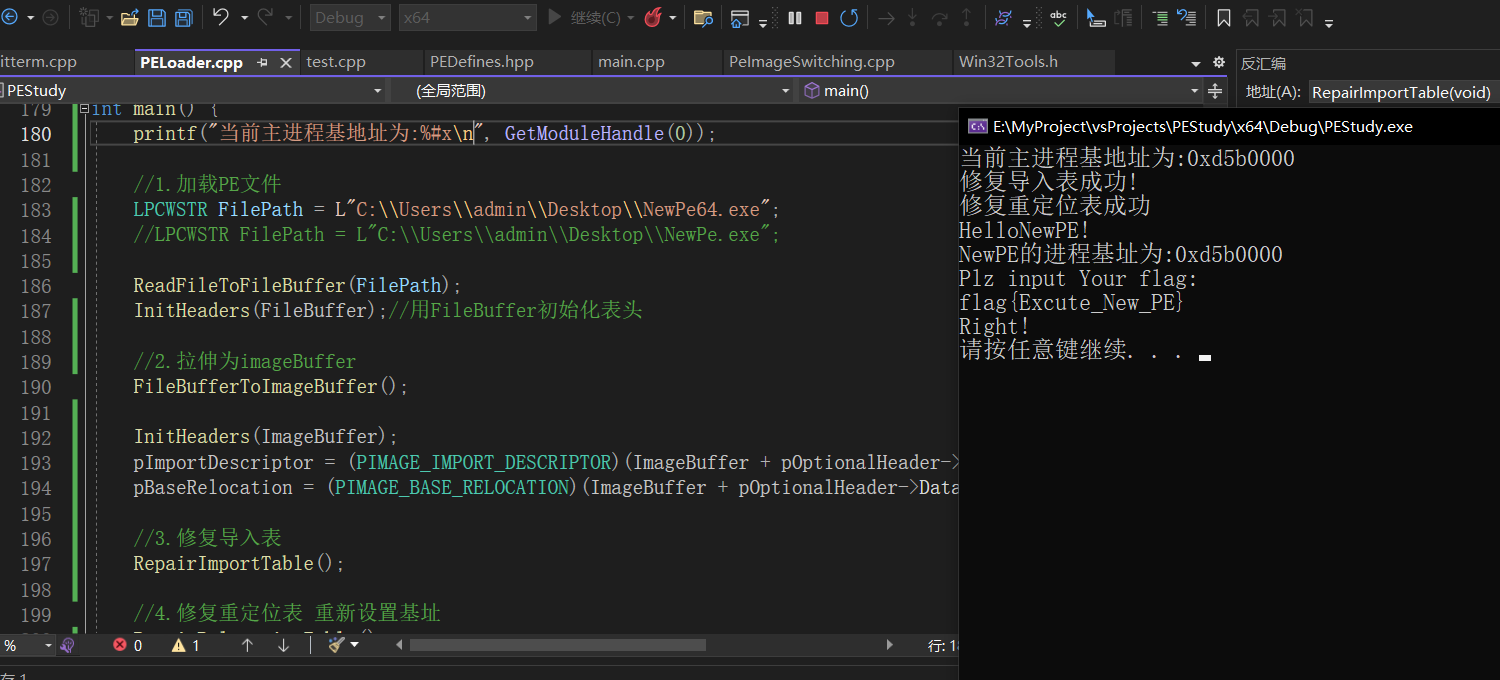 Debug x64 继续(C)
itterm.cpp PELoader.cpp test.cpp PEDefines.hpp main.cpp PeImageSwitching.cpp Win32Tools.h 反汇编
PEStudy (全局范围) main() 地址(A): RepairImportTable(void)
179 int main() {
180 printf("当前主进程基地址为:%#x\n", GetModuleHandle(0));
181
182 //1.加载PE文件
183 LPCWSTR FilePath = L"C:\\Users\\admin\\Desktop\\NewPe64.exe";
184 //LPCWSTR FilePath = L"C:\\Users\\admin\\Desktop\\NewPe.exe";
185
186 ReadFileToFileBuffer(FilePath);
187 InitHeaders(FileBuffer);//用FileBuffer初始化表头
188
189 //2.拉伸为imageBuffer
190 FileBufferToImageBuffer();
191
192 InitHeaders(ImageBuffer);
193 pImportDescriptor = (PIMAGE_IMPORT_DESCRIPTOR)(ImageBuffer + pOptionalHeader->
194 pBaseRelocation = (PIMAGE_BASE_RELOCATION)(ImageBuffer + pOptionalHeader->Data
195
196 //3.修复导入表
197 RepairImportTable();
198
199 //4.修复重定位表 重新设置基址
% 0 1 行: 1
E:\MyProject\vsProjects\PEStudy\x64\Debug\PEStudy.exe
当前主进程基地址为:0xd5b0000
修复导入表成功!
修复重定位表成功
HelloNewPE!
NewPE的进程基址为:0xd5b0000
Plz input Your flag:
flag{Excute_New_PE}
Right!
请按任意键继续. . .